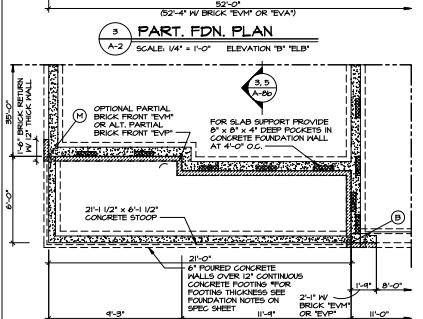 52'-0"
(52'-4" W/ BRICK "EVM" OR "EVA")
3
A-2
PART. FDN. PLAN
SCALE: 1/4" = 1'-0" ELEVATION "B" "ELB"
3, 5
A-8b
M
OPTIONAL PARTIAL
BRICK FRONT "EVM"
OR ALT. PARTIAL
BRICK FRONT "EVP"
FOR SLAB SUPPORT PROVIDE
8" x 8" x 4" DEEP POCKETS IN
CONCRETE FOUNDATION WALL
AT 4'-0" O.C.
35'-0"
1'-6" BRICK RETURN
W/ 12" THICK WALL
6'-0"
21'-1 1/2" x 6'-1 1/2"
CONCRETE STOOP
B
21'-0"
6" POURED CONCRETE
WALLS OVER 12" CONTINUOUS
CONCRETE FOOTING *FOR
FOOTING THICKNESS SEE
FOUNDATION NOTES ON
SPEC SHEET
1'-9"
8'-0"
2'-1" W/
BRICK "EVM"
OR "EVP"
9'-3"
11'-9"
11'-0"